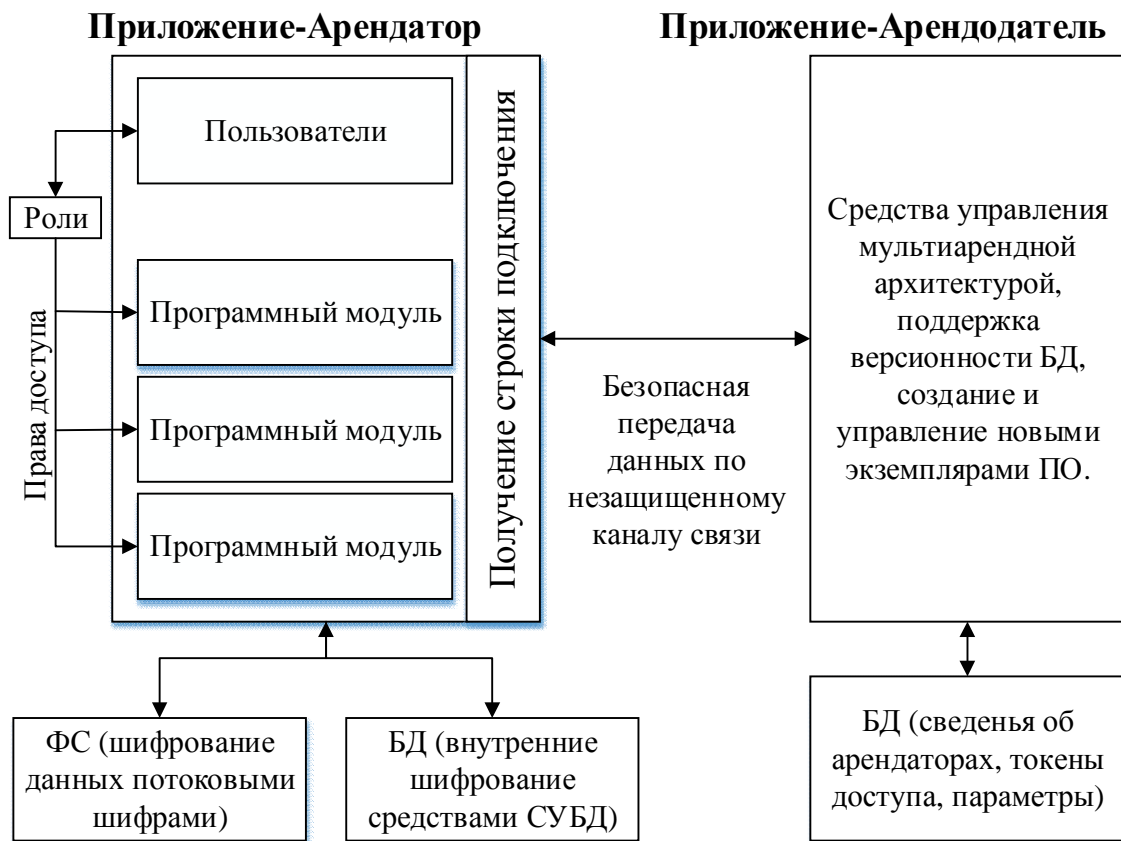 Приложение-Арендатор
Приложение-Арендодатель
Пользователи
Роли
Права доступа
Программный модуль
Программный модуль
Программный модуль
Получение строки подключения
Безопасная
передача
данных по
незащищенному
каналу связи
Средства управления
мультиарендной
архитектурой,
поддержка
версионности БД,
создание и
управление новыми
экземплярами ПО.
ФС (шифрование
данных потоковыми
шифрами)
БД (внутренние
шифрование
средствами СУБД)
БД (сведенья об
арендаторах, токены
доступа, параметры)